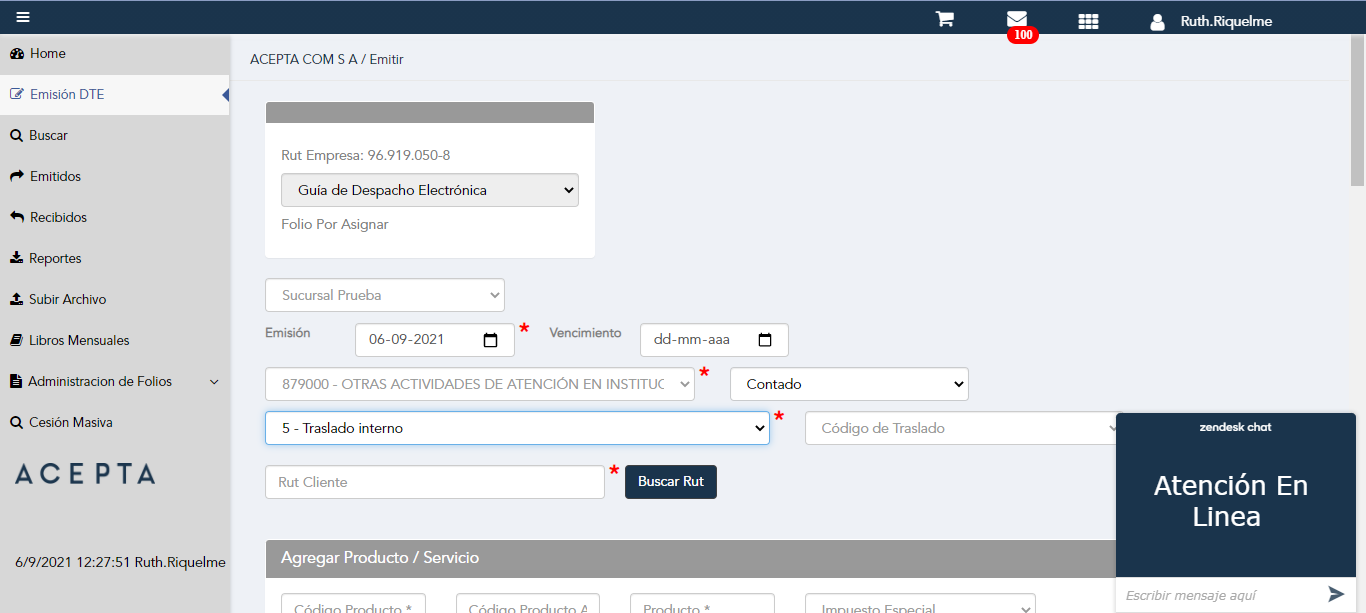 100
Ruth.Riquelme
Home
Emisión DTE
Buscar
Emitidos
Recibidos
Reportes
Subir Archivo
Libros Mensuales
Administracion de Folios
Cesión Masiva
ACEPTA
6/9/2021 12:27:51 Ruth.Riquelme
ACEPTA COM S A / Emitir
Rut Empresa: 96.919.050-8
Guía de Despacho Electrónica
Folio Por Asignar
Sucursal Prueba
Emisión 06-09-2021 * Vencimiento dd-mm-aaa
879000 - OTRAS ACTIVIDADES DE ATENCIÓN EN INSTITUC * Contado
5 - Traslado interno * Código de Traslado
Rut Cliente * Buscar Rut
Agregar Producto / Servicio
Código Producto * Código Producto A Producto * Impuesto Especial
zendesk chat
Atención En
Linea
Escribir mensaje aquí